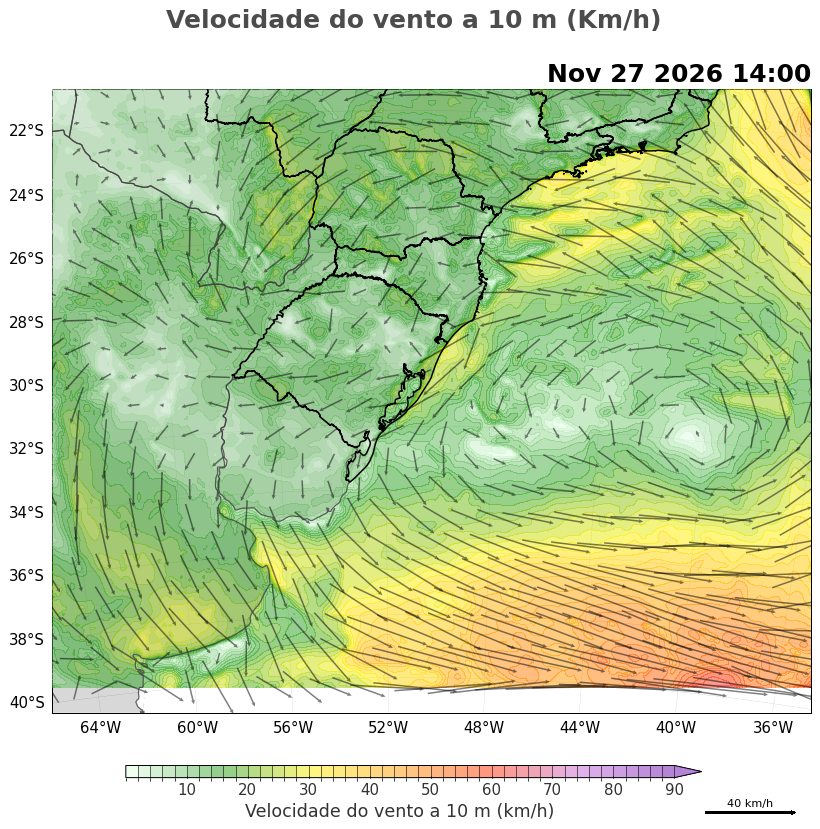 Velocidade do vento a 10 m (Km/h)
Nov 27 2026 14:00
22°S
24°S
26°S
28°S
30°S
32°S
34°S
36°S
38°S
40°S
64°W 60°W 56°W 52°W 48°W 44°W 40°W 36°W
10 20 30 40 50 60 70 80 90
Velocidade do vento a 10 m (km/h)
40 km/h